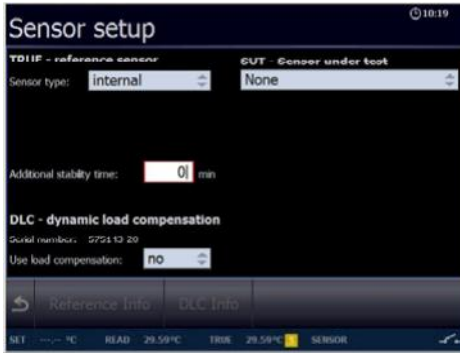 10:19
Sensor setup
TRUE - reference sensor
SUT - Sensor under test
Sensor type: internal
None
Additional stablity time: 0 min
DLC - dynamic load compensation
Serial number: 575143 20
Use load compensation: no
Reference Info DLC Info
SET ---.-- °C READ 29.59°C TRUE 29.59°C SENSOR